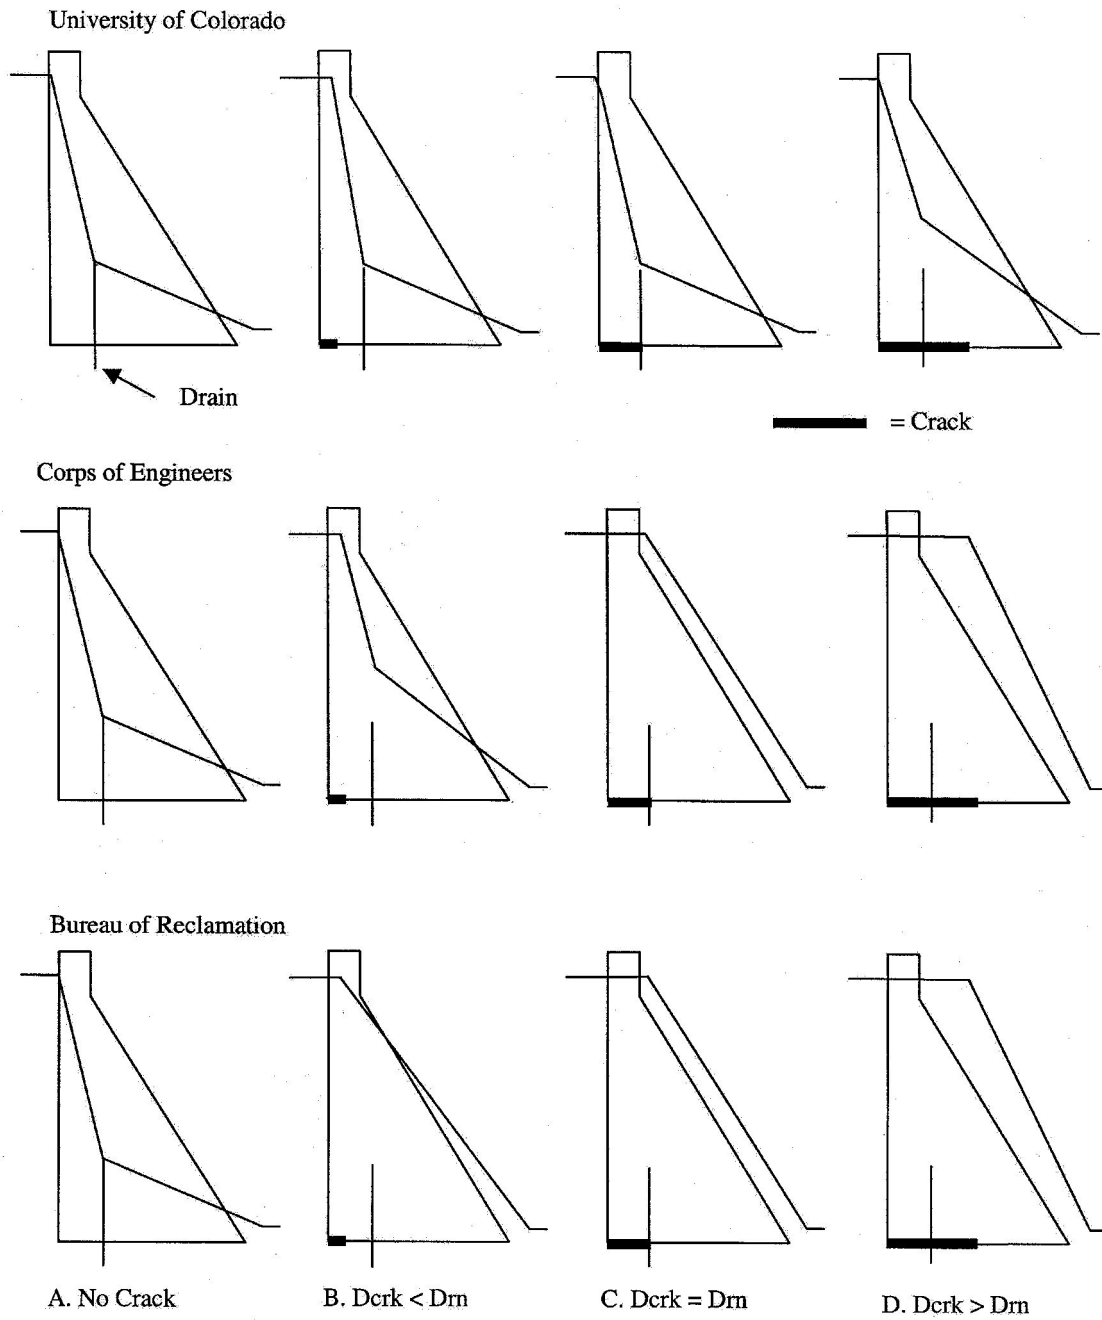 University of Colorado
Drain
= Crack
Corps of Engineers
Bureau of Reclamation
A. No Crack
B. Dcrk < Drn
C. Dcrk = Drn
D. Dcrk > Drn